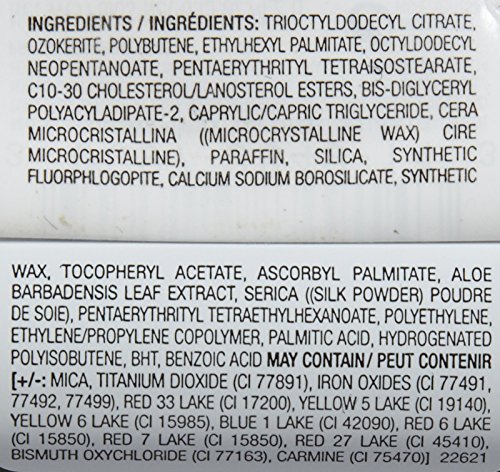 INGREDIENTS / INGRÉDIENTS: TRIOCTYLDODECYL CITRATE,
OZOKERITE, POLYBUTENE, ETHYLHEXYL PALMITATE, OCTYLDODECYL
NEOPENTANOATE, PENTAERYTHRITYL TETRAISOSTEARATE,
C10-30 CHOLESTEROL/LANOSTEROL ESTERS, BIS-DIGLYCERYL
POLYACYLADIPATE-2, CAPRYLIC/CAPRIC TRIGLYCERIDE, CERA
MICROCRISTALLINA ((MICROCRYSTALLINE WAX) CIRE
MICROCRISTALLINE), PARAFFIN, SILICA, SYNTHETIC
FLUORPHLOGOPITE, CALCIUM SODIUM BOROSILICATE, SYNTHETIC
WAX, TOCOPHERYL ACETATE, ASCORBYL PALMITATE, ALOE
BARBADENSIS LEAF EXTRACT, SERICA ((SILK POWDER) POUDRE
DE SOIE), PENTAERYTHRITYL TETRAETHYLHEXANOATE, POLYETHYLENE,
ETHYLENE/PROPYLENE COPOLYMER, PALMITIC ACID, HYDROGENATED
POLYISOBUTENE, BHT, BENZOIC ACID MAY CONTAIN / PEUT CONTENIR
[+/-: MICA, TITANIUM DIOXIDE (CI 77891), IRON OXIDES (CI 77491,
77492, 77499), RED 33 LAKE (CI 17200), YELLOW 5 LAKE (CI 19140),
YELLOW 6 LAKE (CI 15985), BLUE 1 LAKE (CI 42090), RED 6 LAKE
(CI 15850), RED 7 LAKE (CI 15850), RED 27 LAKE (CI 45410),
BISMUTH OXYCHLORIDE (CI 77163), CARMINE (CI 75470)] 22621